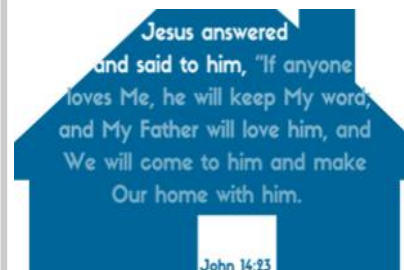 Jesus answered
and said to him, "If anyone
loves Me, he will keep My word;
and My Father will love him, and
We will come to him and make
Our home with him.
John 14:23